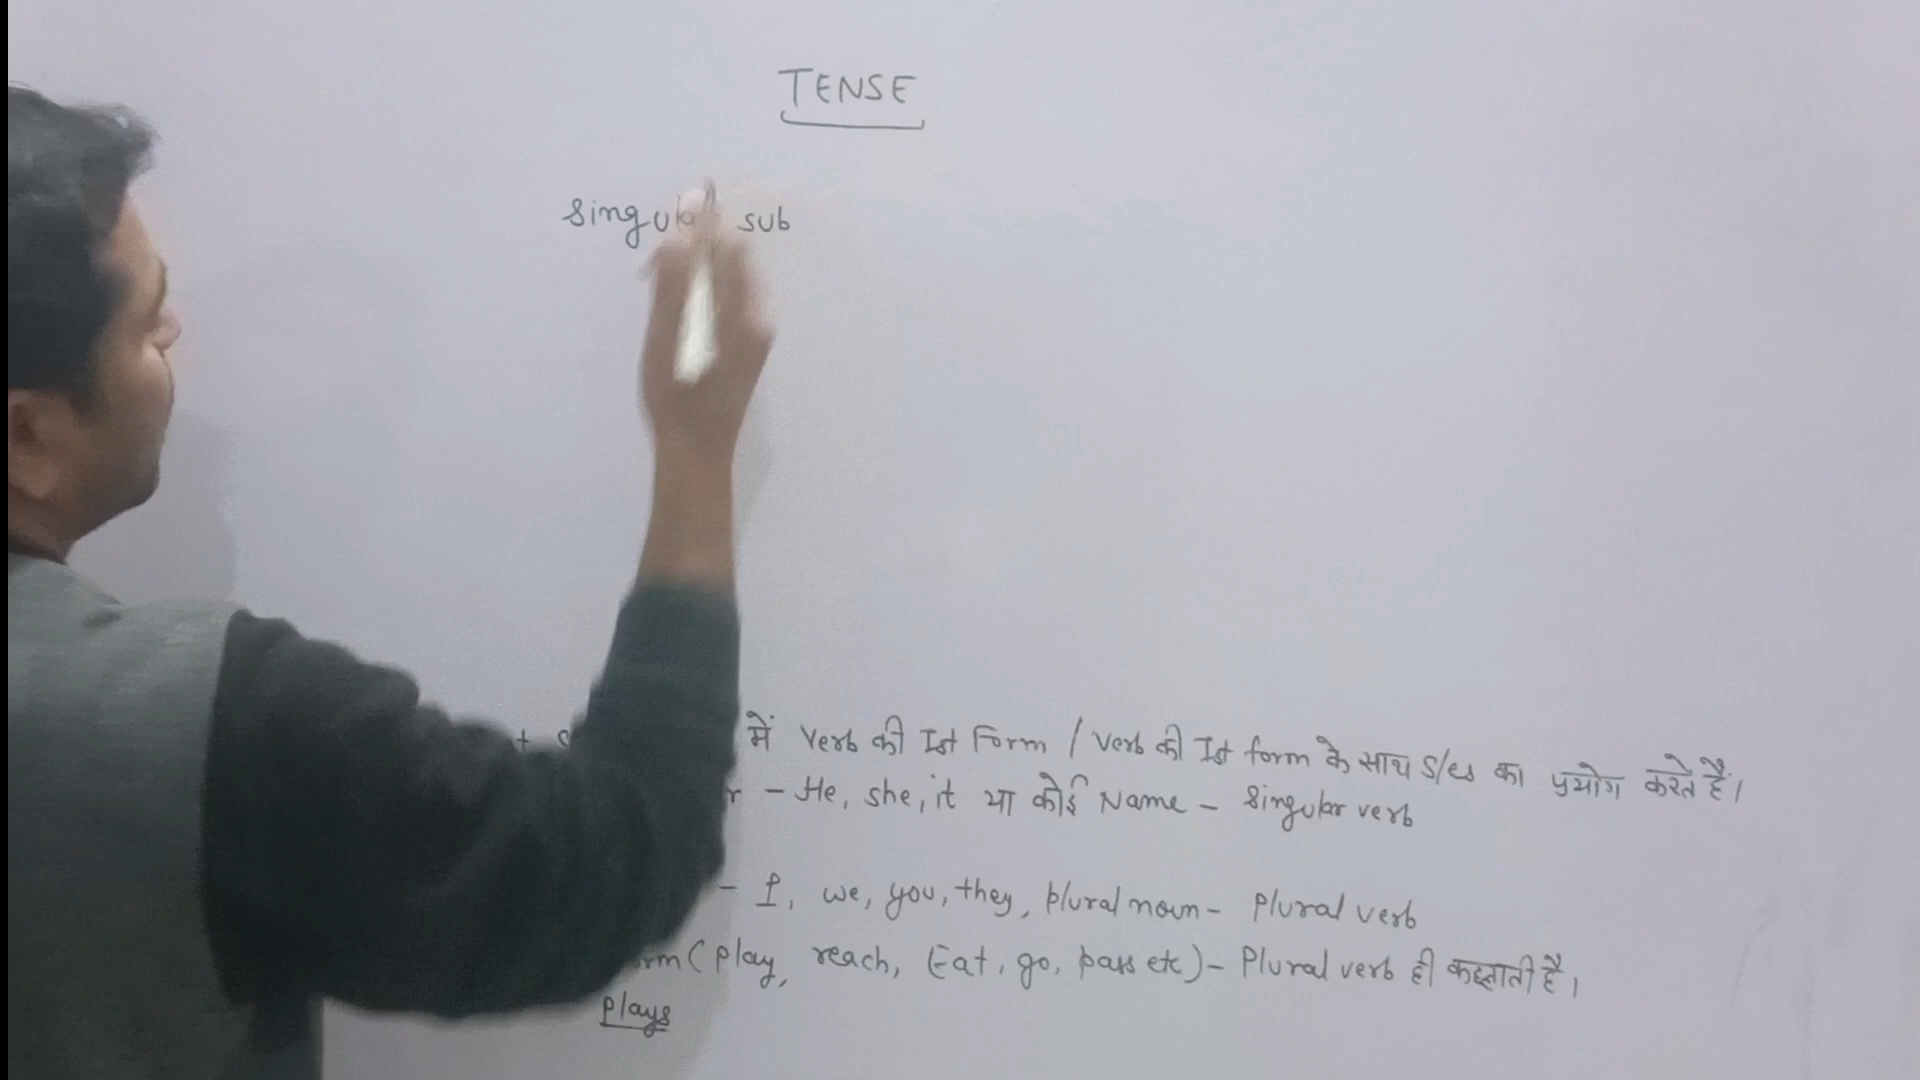 TENSE
singular sub
में Verb की Ist Form / Verb की Ist form के साथ s/es का प्रयोग करते हैं।
r - He, she, it या कोई Name - singular verb
- I, we, you, they, plural noun - plural verb
rm (play, reach, Eat, go, pass etc) - Plural verb ही कहलाती है।
plays